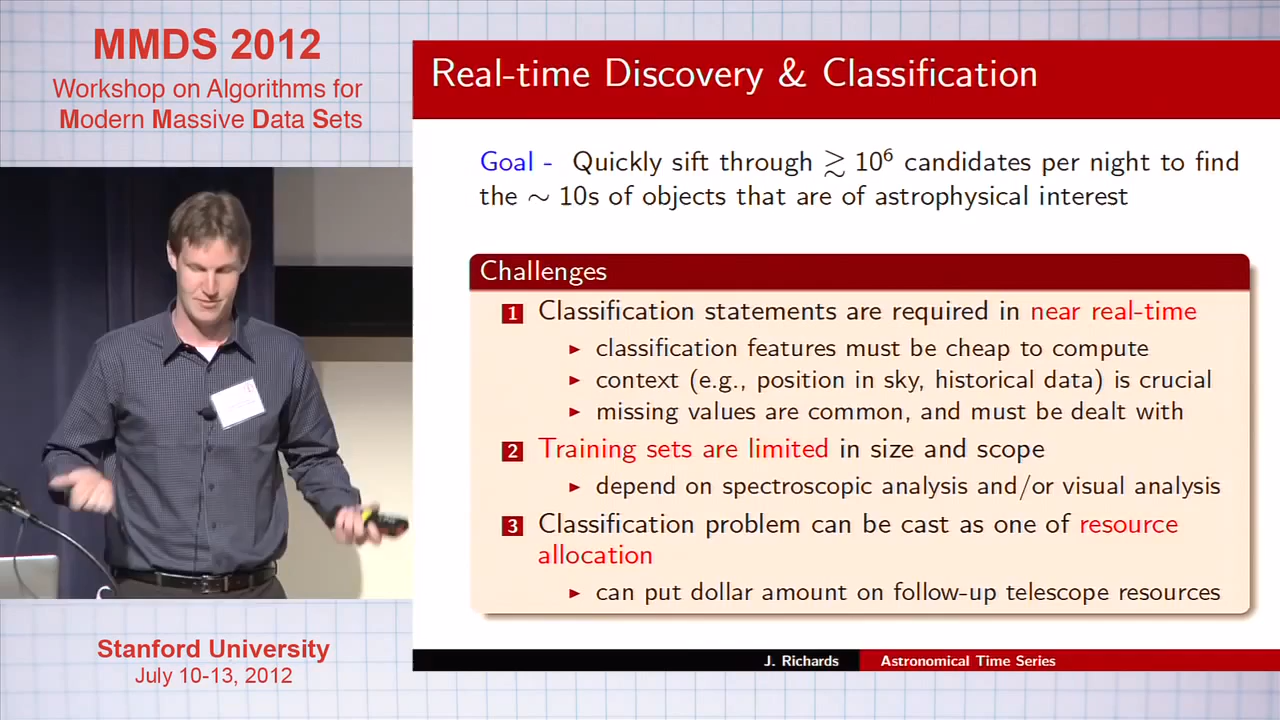 MMDS 2012
Workshop on Algorithms for
Modern Massive Data Sets
Real-time Discovery & Classification
Goal - Quickly sift through ≳ 10⁶ candidates per night to find
the ∼ 10s of objects that are of astrophysical interest
Challenges
1 Classification statements are required in near real-time
▶ classification features must be cheap to compute
▶ context (e.g., position in sky, historical data) is crucial
▶ missing values are common, and must be dealt with
2 Training sets are limited in size and scope
▶ depend on spectroscopic analysis and/or visual analysis
3 Classification problem can be cast as one of resource
allocation
▶ can put dollar amount on follow-up telescope resources
Stanford University
July 10-13, 2012
J. Richards Astronomical Time Series